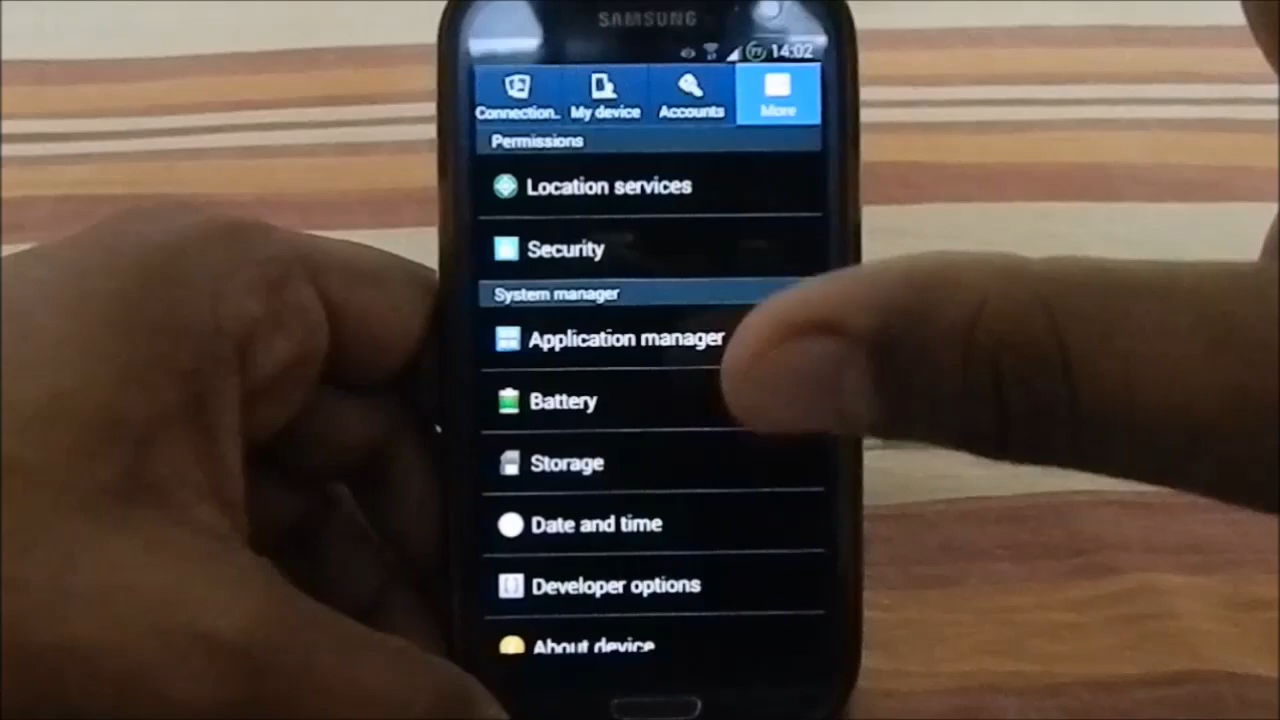 SAMSUNG
77 14:02
Connection.. My device Accounts More
Permissions
Location services
Security
System manager
Application manager
Battery
Storage
Date and time
Developer options
About device